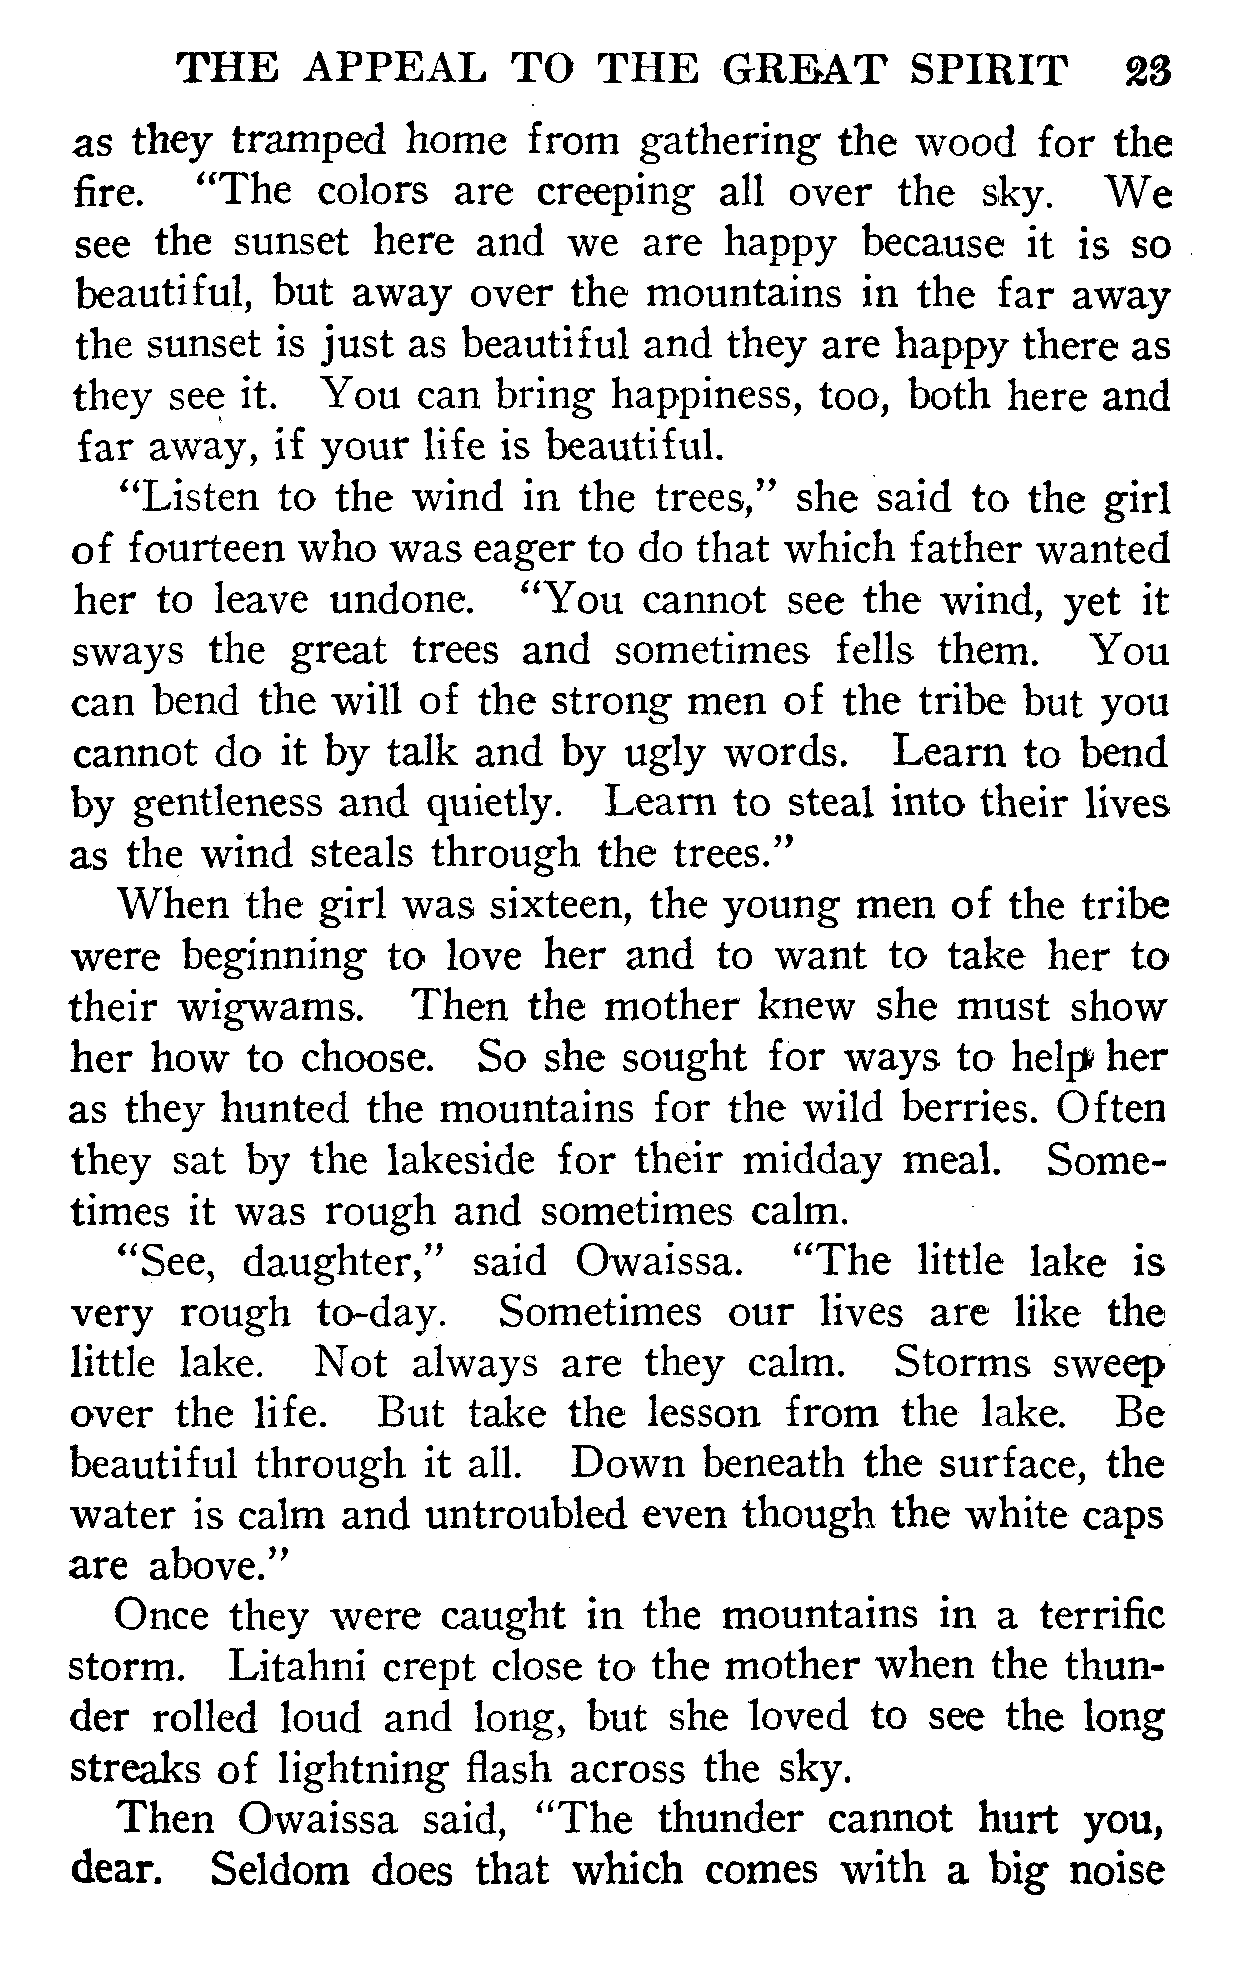 THE APPEAL TO THE GREAT SPIRIT 23
as they tramped home from gathering the wood for the
fire. “The colors are creeping all over the sky. We
see the sunset here and we are happy because it is so
beautiful, but away over the mountains in the far away
the sunset is just as beautiful and they are happy there as
they see it. You can bring happiness, too, both here and
far away, if your life is beautiful.
“Listen to the wind in the trees,” she said to the girl
of fourteen who was eager to do that which father wanted
her to leave undone. “You cannot see the wind, yet it
sways the great trees and sometimes fells them. You
can bend the will of the strong men of the tribe but you
cannot do it by talk and by ugly words. Learn to bend
by gentleness and quietly. Learn to steal into their lives
as the wind steals through the trees.”
When the girl was sixteen, the young men of the tribe
were beginning to love her and to want to take her to
their wigwams. Then the mother knew she must show
her how to choose. So she sought for ways to help her
as they hunted the mountains for the wild berries. Often
they sat by the lakeside for their midday meal. Some-
times it was rough and sometimes calm.
“See, daughter,” said Owaissa. “The little lake is
very rough to-day. Sometimes our lives are like the
little lake. Not always are they calm. Storms sweep
over the life. But take the lesson from the lake. Be
beautiful through it all. Down beneath the surface, the
water is calm and untroubled even though the white caps
are above.”
Once they were caught in the mountains in a terrific
storm. Litahni crept close to the mother when the thun-
der rolled loud and long, but she loved to see the long
streaks of lightning flash across the sky.
Then Owaissa said, “The thunder cannot hurt you,
dear. Seldom does that which comes with a big noise